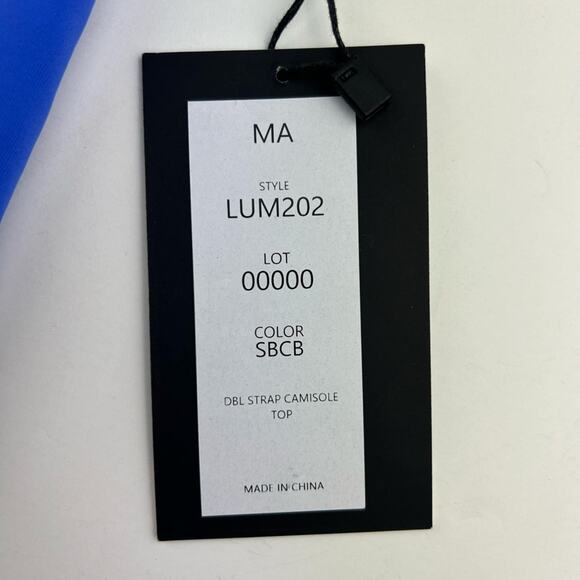 MA
STYLE
LUM202
LOT
00000
COLOR
SBCB
DBL STRAP CAMISOLE
TOP
MADE IN CHINA